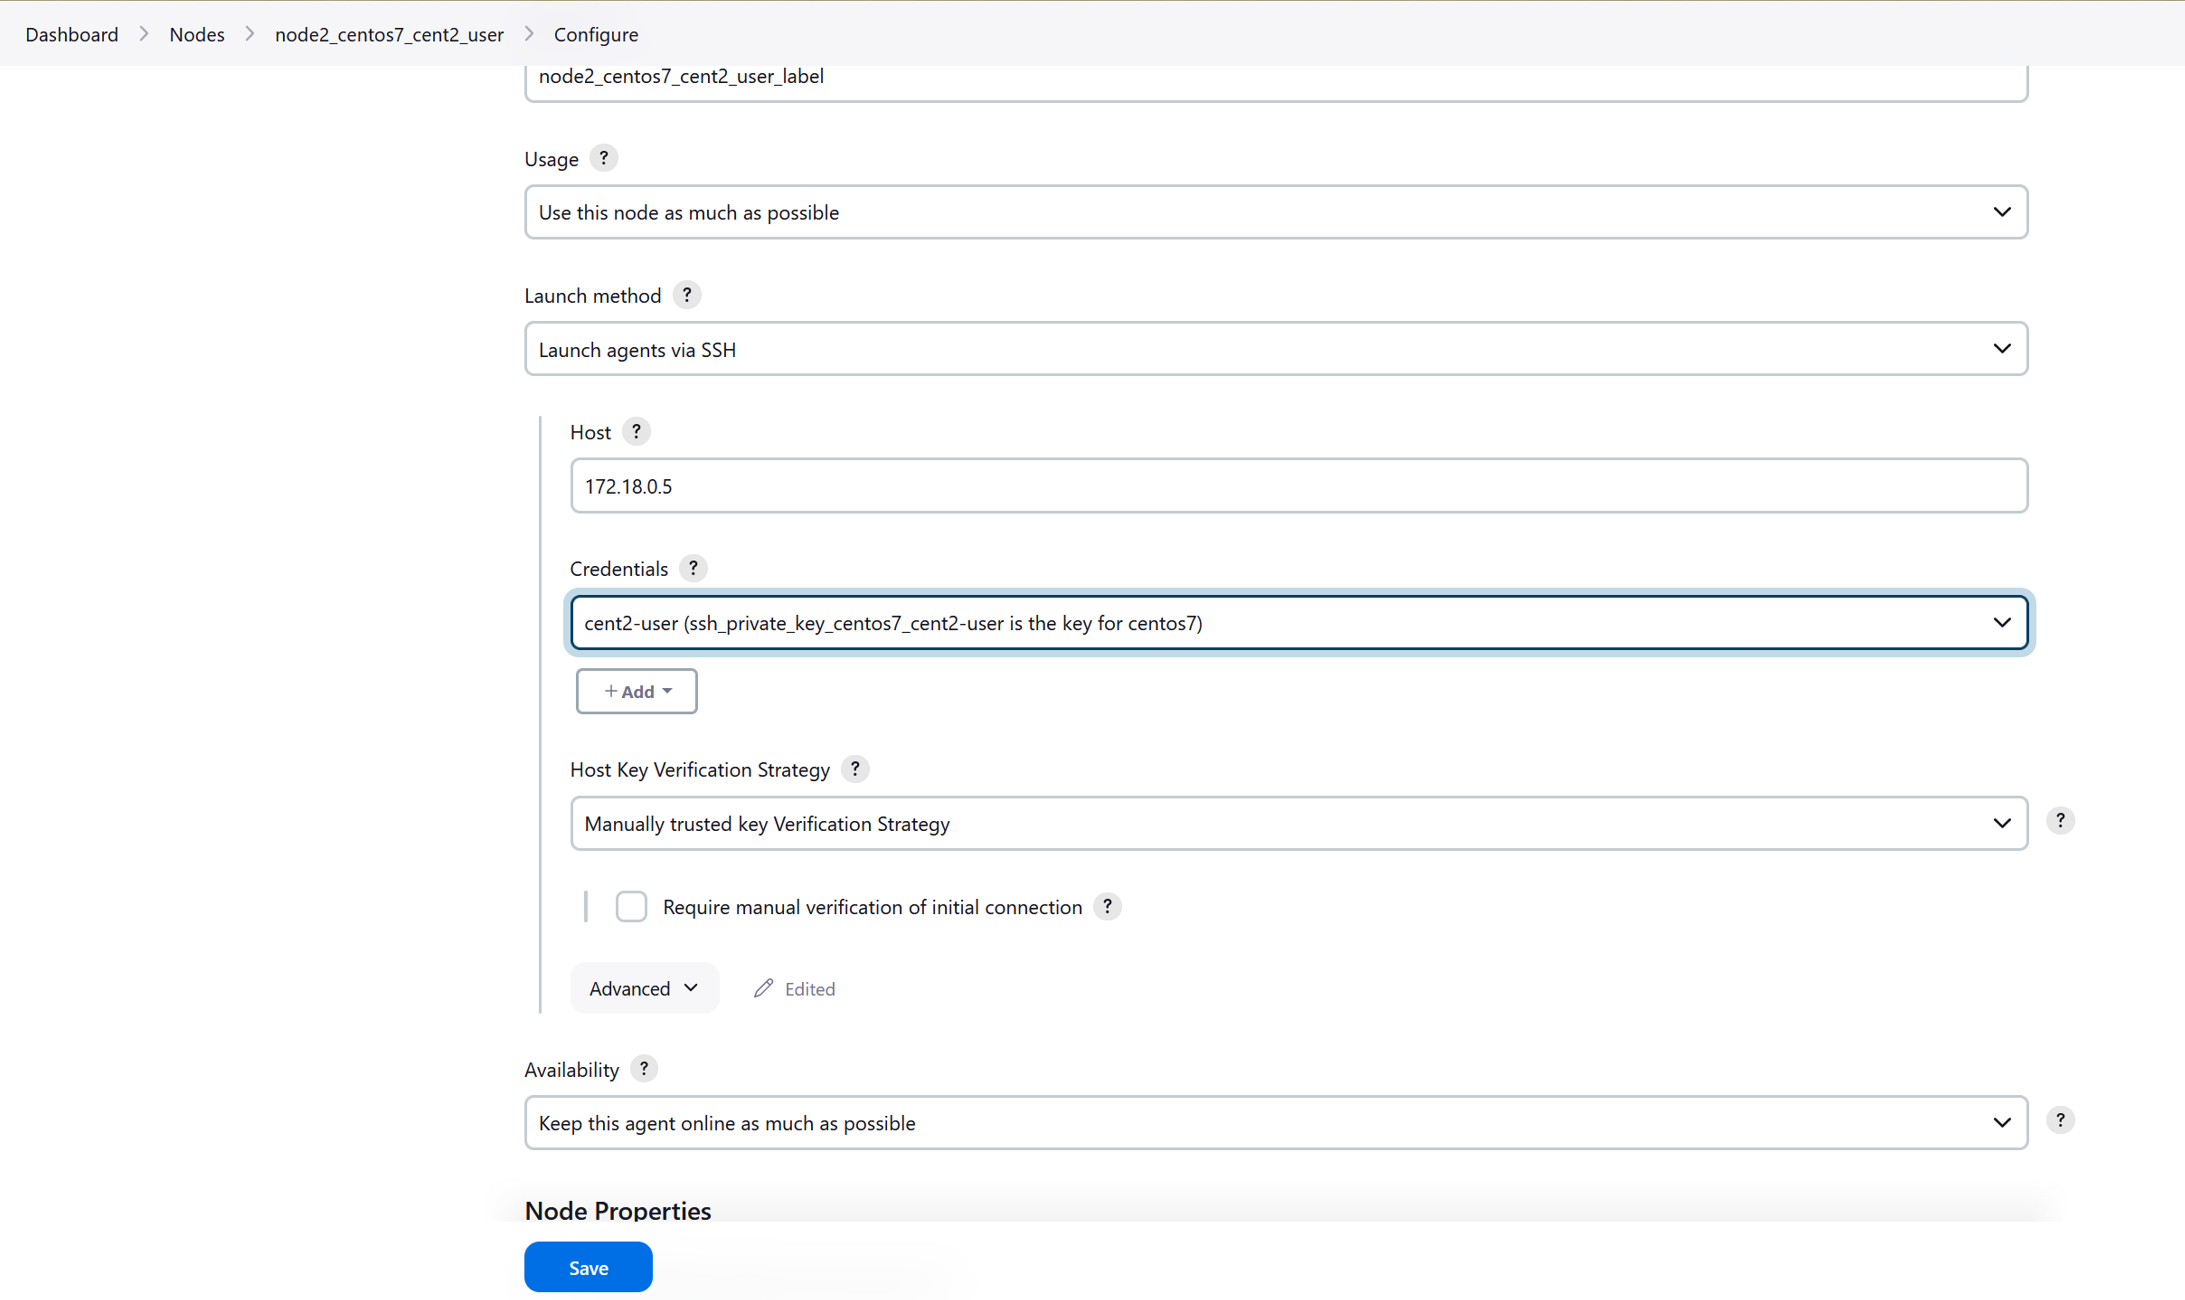 Dashboard > Nodes > node2_centos7_cent2_user > Configure
node2_centos7_cent2_user_label
Usage ?
Use this node as much as possible
Launch method ?
Launch agents via SSH
Host ?
172.18.0.5
Credentials ?
cent2-user (ssh_private_key_centos7_cent2-user is the key for centos7)
+ Add
Host Key Verification Strategy ?
Manually trusted key Verification Strategy ?
Require manual verification of initial connection ?
Advanced Edited
Availability ?
Keep this agent online as much as possible ?
Node Properties
Save